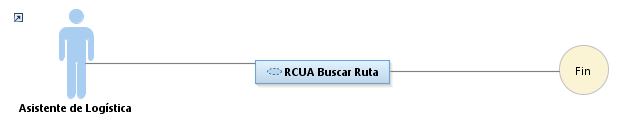 RCUA Buscar Ruta
Fin
Asistente de Logística